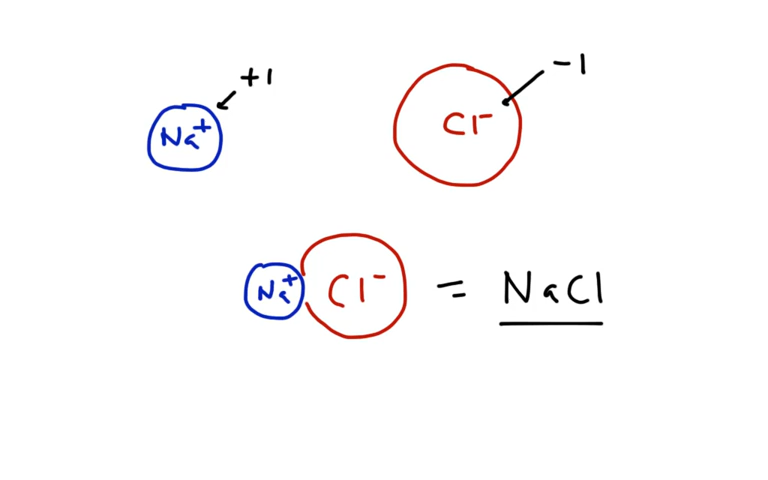 +1
-1
Na+
Cl-
Na+ Cl- = NaCl